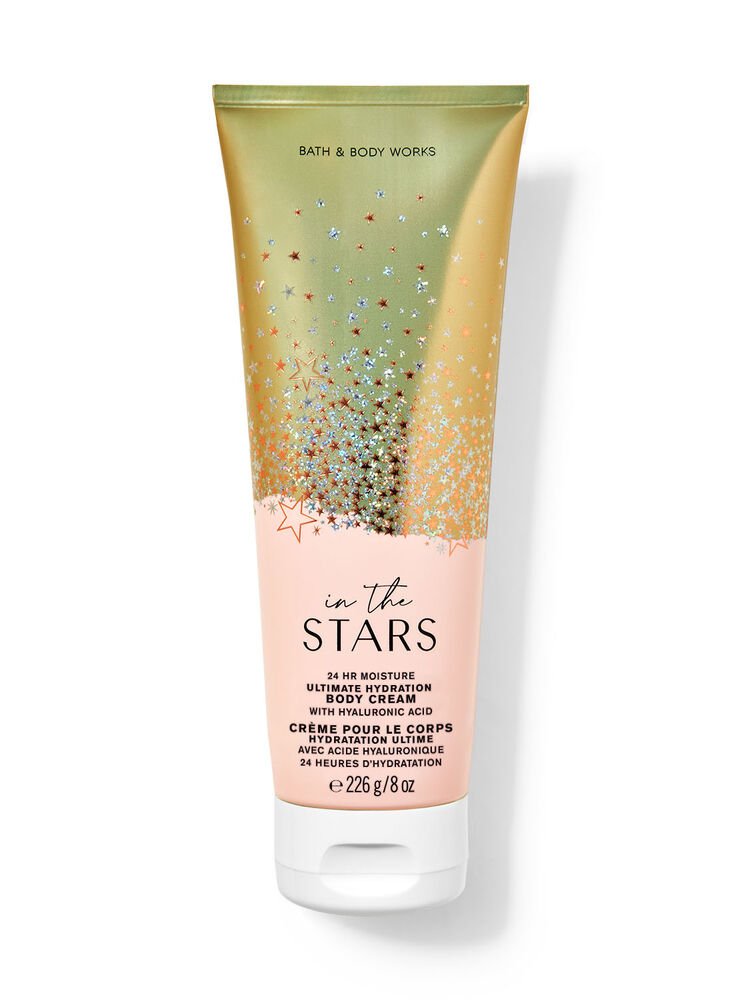 BATH & BODY WORKS
in the
STARS
24 HR MOISTURE
ULTIMATE HYDRATION
BODY CREAM
WITH HYALURONIC ACID
CRÈME POUR LE CORPS
HYDRATATION ULTIME
AVEC ACIDE HYALURONIQUE
24 HEURES D'HYDRATATION
℮ 226 g/8 oz